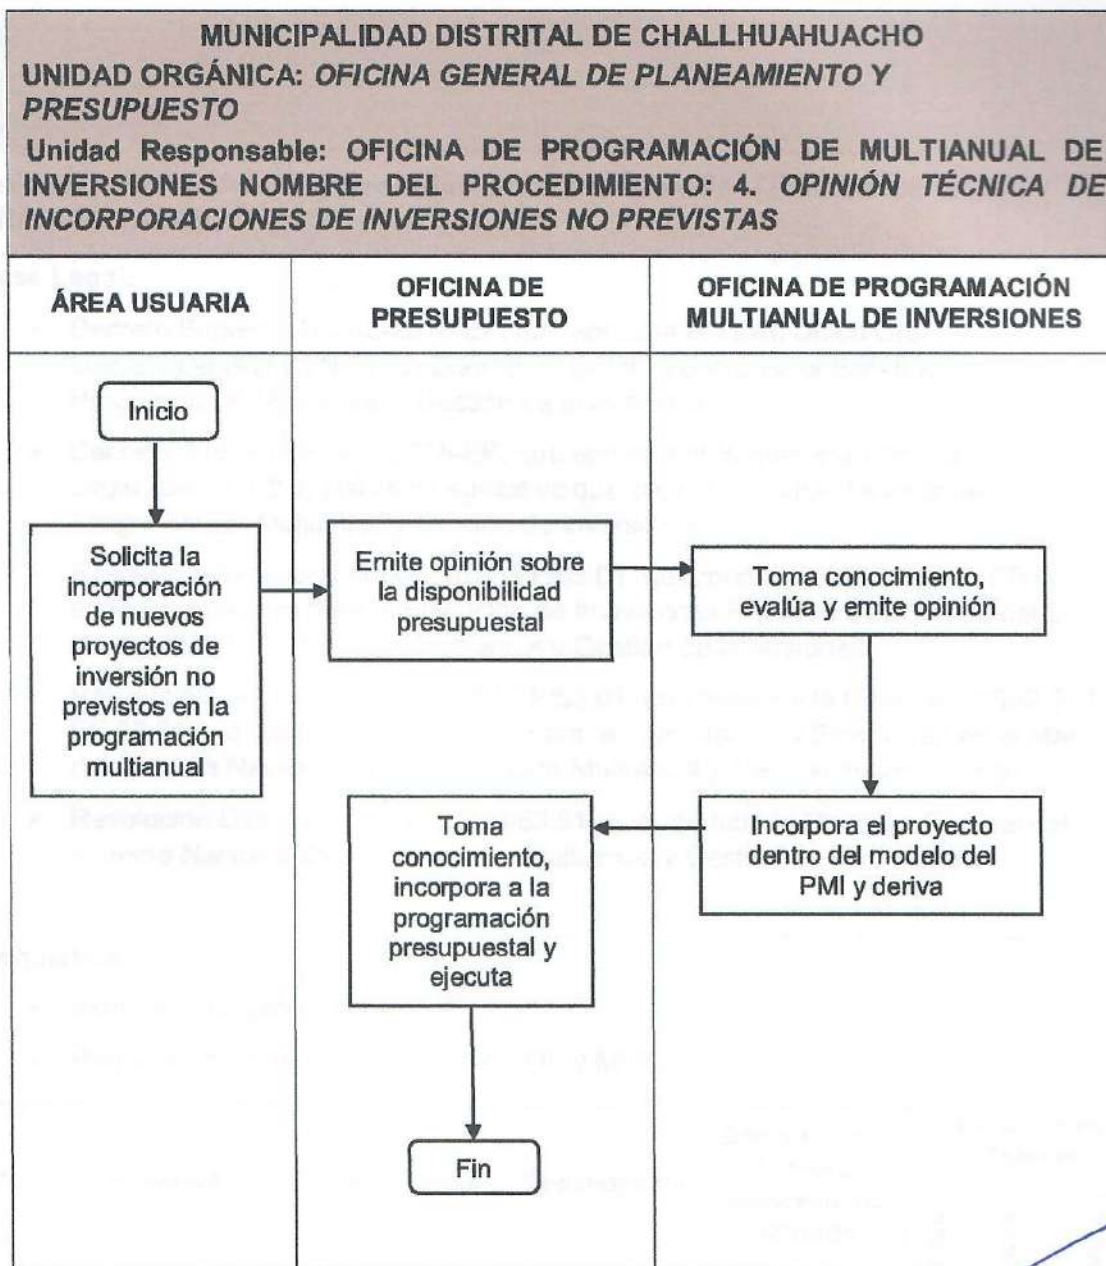 MUNICIPALIDAD DISTRITAL DE CHALLHUAHUACHO
UNIDAD ORGÁNICA: OFICINA GENERAL DE PLANEAMIENTO Y
PRESUPUESTO
Unidad Responsable: OFICINA DE PROGRAMACIÓN DE MULTIANUAL DE
INVERSIONES NOMBRE DEL PROCEDIMIENTO: 4. OPINIÓN TÉCNICA DE
INCORPORACIONES DE INVERSIONES NO PREVISTAS
ÁREA USUARIA
OFICINA DE
PRESUPUESTO
OFICINA DE PROGRAMACIÓN
MULTIANUAL DE INVERSIONES
Inicio
Solicita la
incorporación
de nuevos
proyectos de
inversión no
previstos en la
programación
multianual
Emite opinión sobre
la disponibilidad
presupuestal
Toma conocimiento,
evalúa y emite opinión
Incorpora el proyecto
dentro del modelo del
PMI y deriva
Toma
conocimiento,
incorpora a la
programación
presupuestal y
ejecuta
Fin